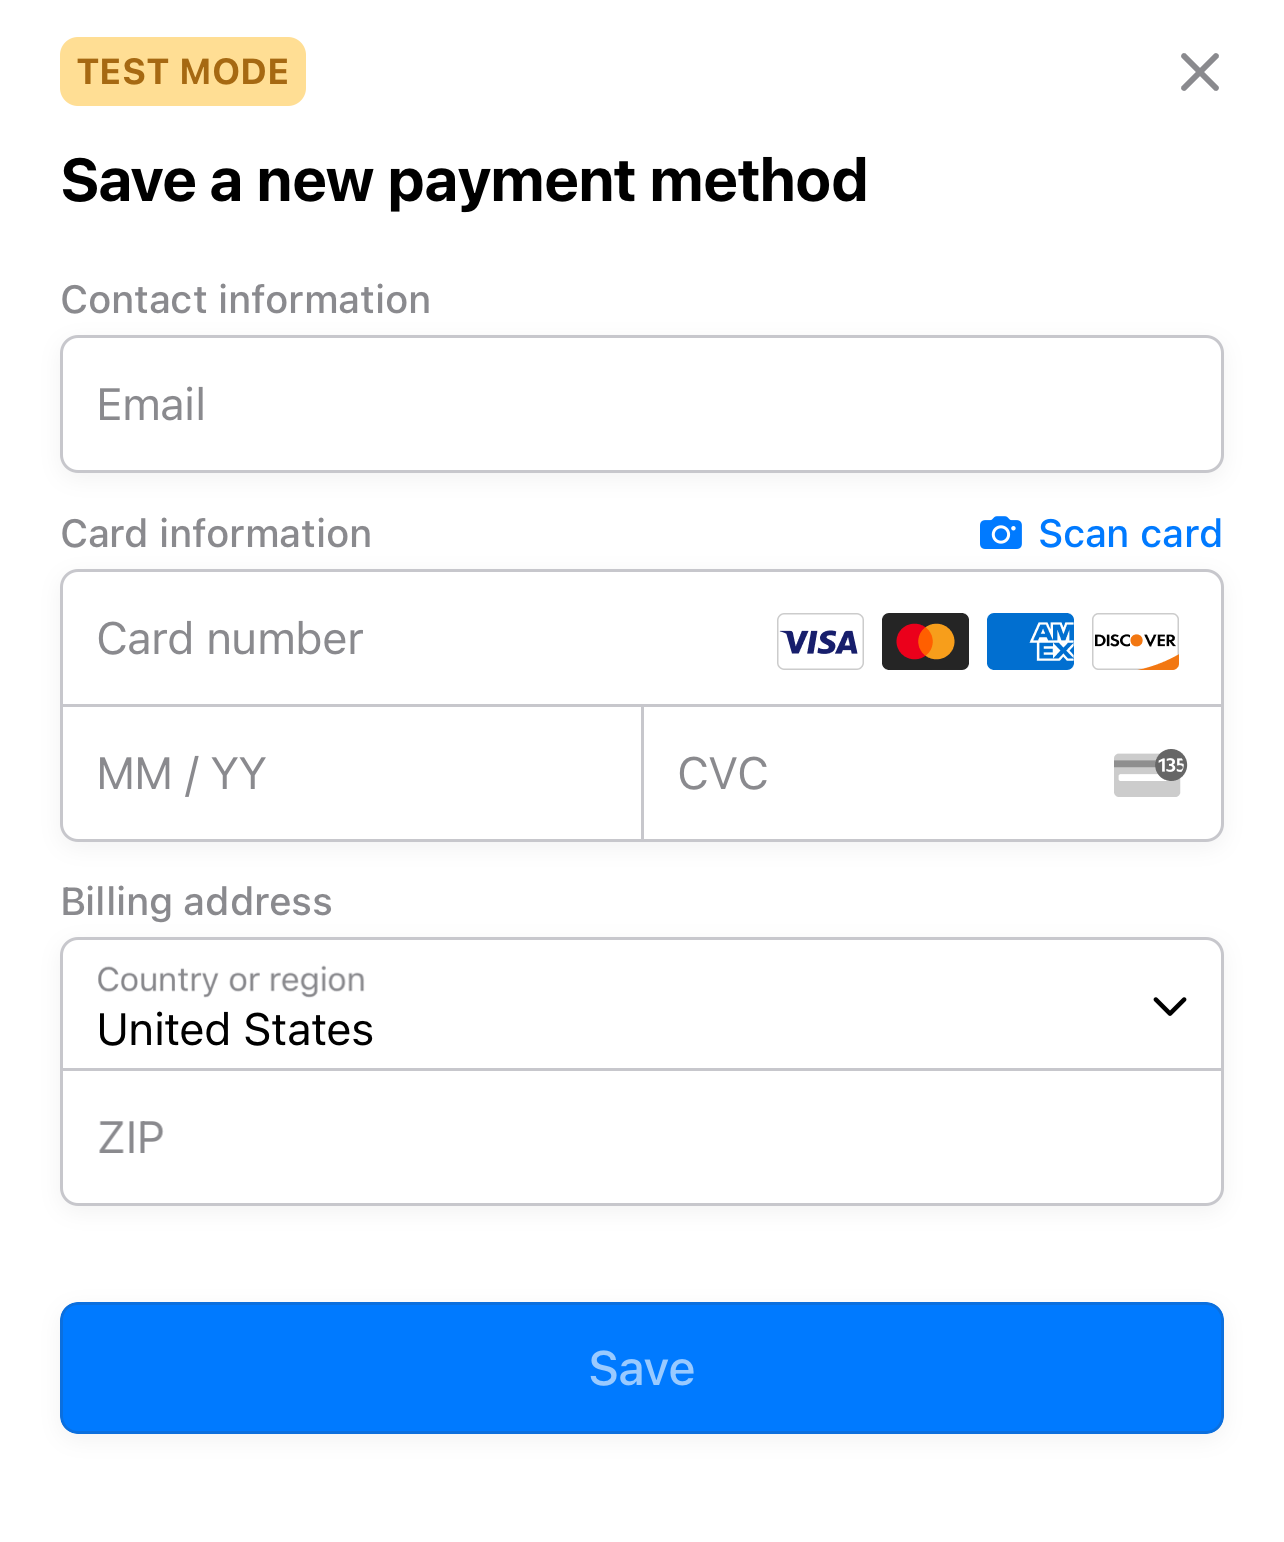 TEST MODE
Save a new payment method
Contact information
Email
Card information
Scan card
Card number
VISA
AM
EX
DISCOVER
MM / YY
CVC
135
Billing address
Country or region
United States
ZIP
Save